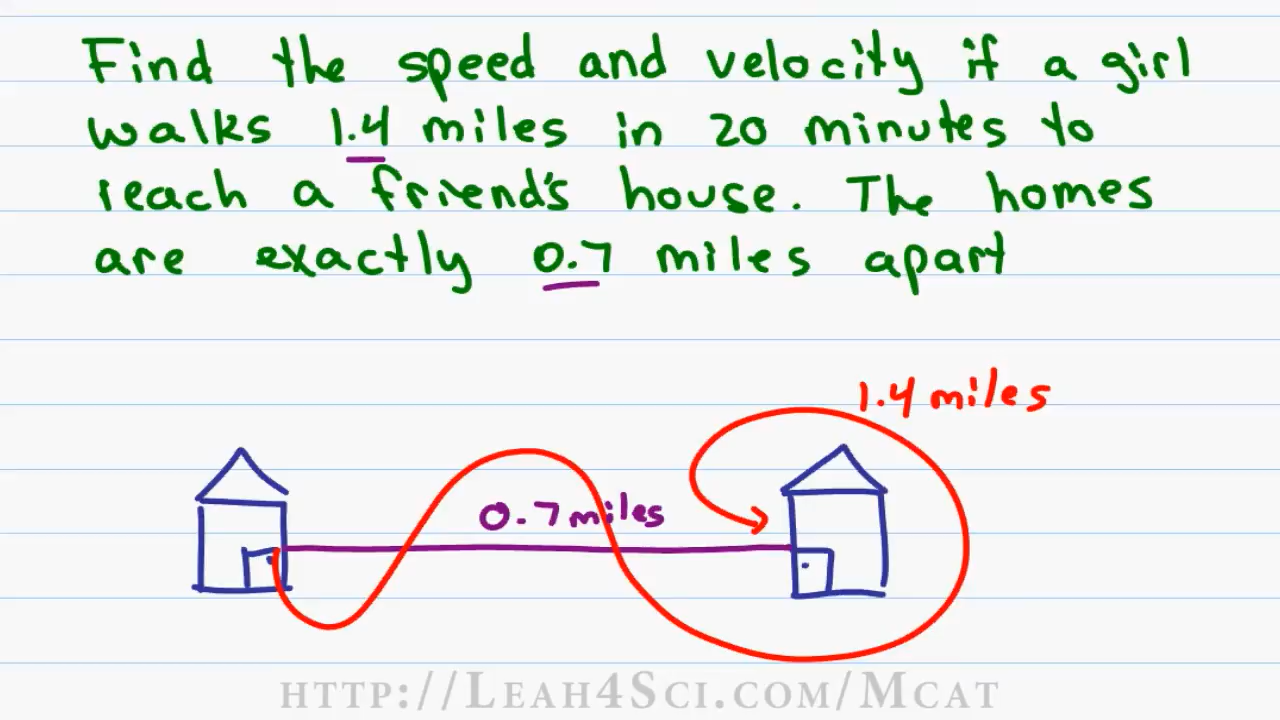 Find the speed and velocity if a girl
walks 1.4 miles in 20 minutes to
reach a friend's house. The homes
are exactly 0.7 miles apart
1.4 miles
0.7 miles
HTTP://LEAH4SCI.COM/MCAT